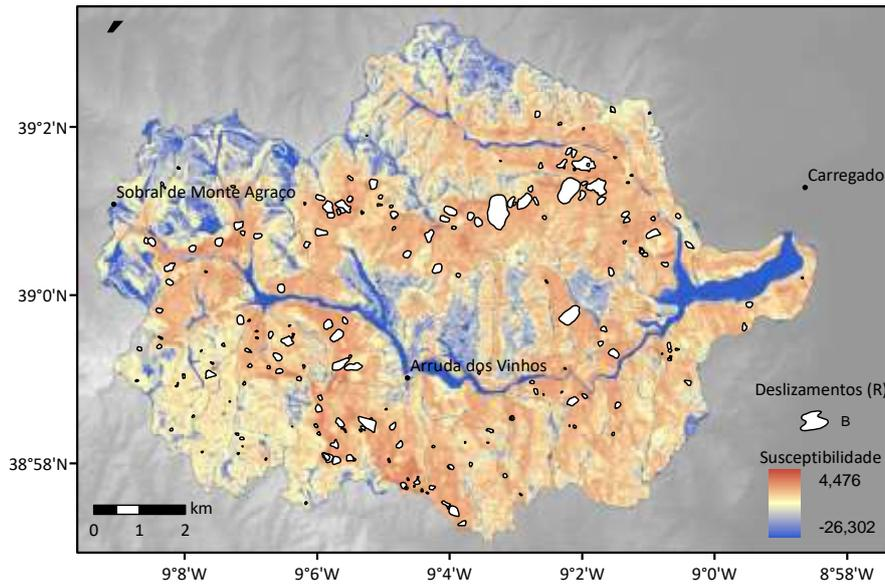 39°2'N
Carregado
Sobral de Monte Agraço
39°0'N
Arruda dos Vinhos
Deslizamentos (R)
B
38°58'N
Susceptibilidade
4,476
-26,302
km
0 1 2
9°8'W 9°6'W 9°4'W 9°2'W 9°0'W 8°58'W